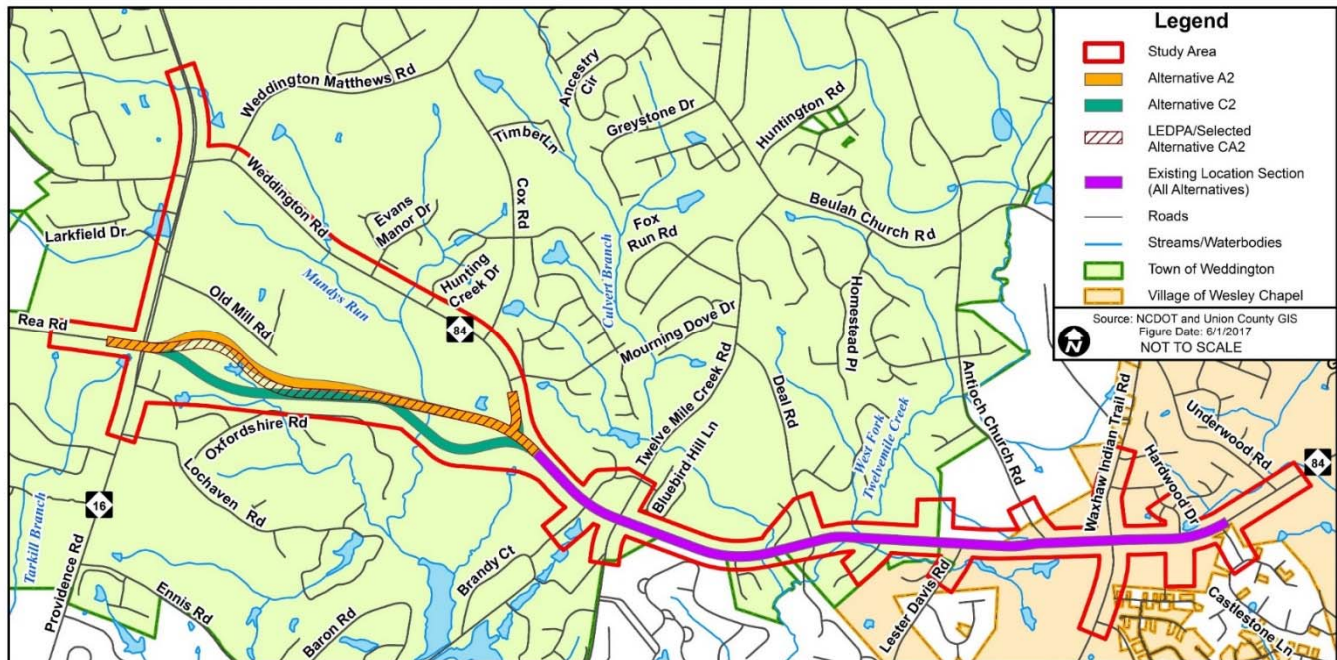 Legend
Study Area
Alternative A2
Alternative C2
LEDPA/Selected
Alternative CA2
Existing Location Section
(All Alternatives)
Roads
Streams/Waterbodies
Town of Weddington
Village of Wesley Chapel
Source: NCDOT and Union County GIS
Figure Date: 6/1/2017
NOT TO SCALE
N
Weddington Matthews Rd
Ancestry
Cir
Greystone Dr
Huntington Rd
TimberLn
Weddington Rd
Evans
Manor Dr
Cox Rd
Fox
Run Rd
Beulah Church Rd
Larkfield Dr
Mundys Run
Hunting
Creek Dr
Culvert Branch
84
Old Mill Rd
Rea Rd
Mourning Dove Dr
Homestead Pl
Twelve Mile Creek Rd
Deal Rd
Antioch Church Rd
Waxhaw Indian Trail Rd
Underwood Rd
Hardwood Dr
84
Oxfordshire Rd
Bluebird Hill Ln
West Fork
Twelvemile Creek
Lochaven Rd
16
Tarkill Branch
Providence Rd
Brandy Ct
Ennis Rd
Baron Rd
Lester Davis Rd
Castlestone Ln